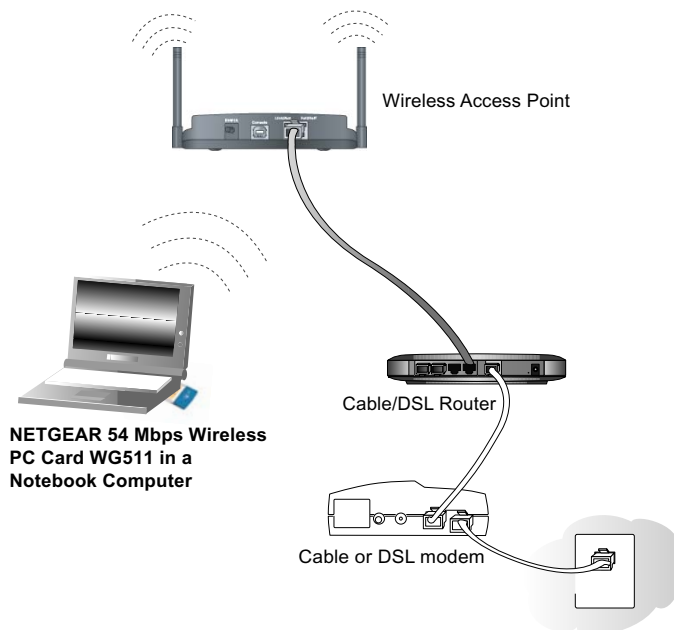 Wireless Access Point
Console
Cable/DSL Router
NETGEAR 54 Mbps Wireless
PC Card WG511 in a
Notebook Computer
Cable or DSL modem